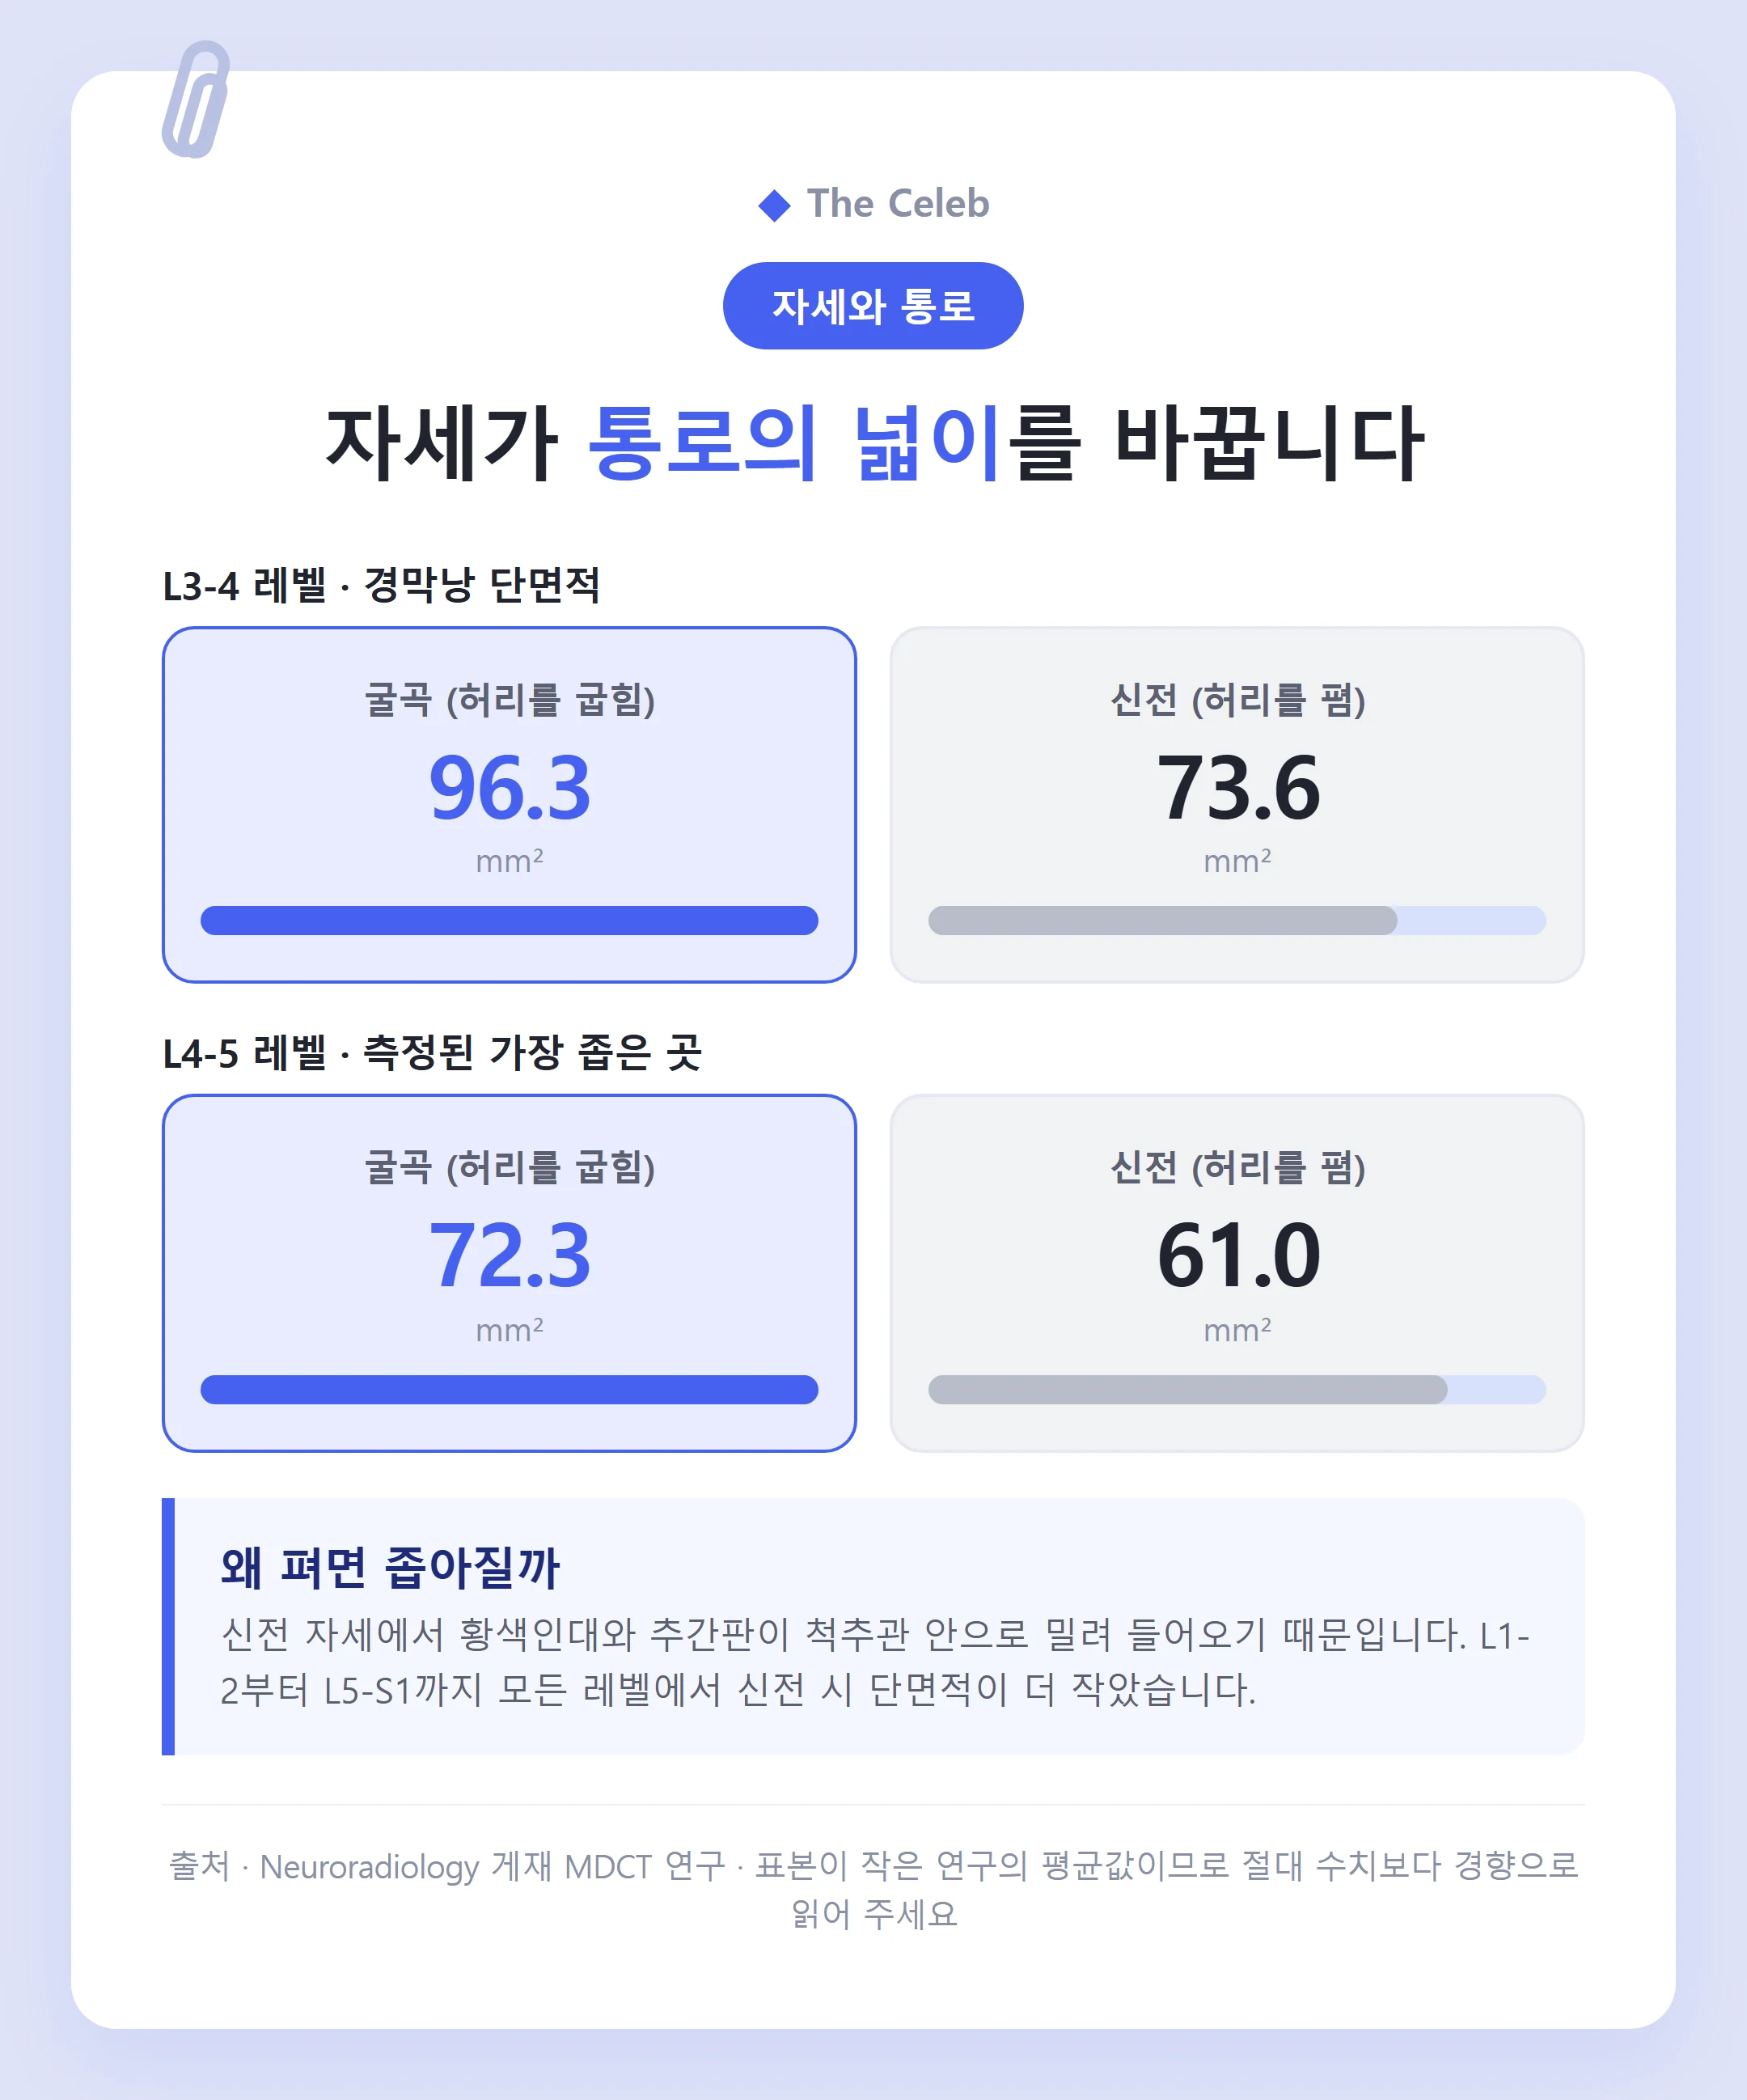 The Celeb
자세와 통로
자세가 통로의 넓이를 바꿉니다
L3-4 레벨 · 경막낭 단면적
굴곡 (허리를 굽힘)
96.3
mm²
신전 (허리를 폄)
73.6
mm²
L4-5 레벨 · 측정된 가장 좁은 곳
굴곡 (허리를 굽힘)
72.3
mm²
신전 (허리를 폄)
61.0
mm²
왜 펴면 좁아질까
신전 자세에서 황색인대와 추간판이 척추관 안으로 밀려 들어오기 때문입니다. L1-
2부터 L5-S1까지 모든 레벨에서 신전 시 단면적이 더 작았습니다.
출처 · Neuroradiology 게재 MDCT 연구 · 표본이 작은 연구의 평균값이므로 절대 수치보다 경향으로
읽어 주세요